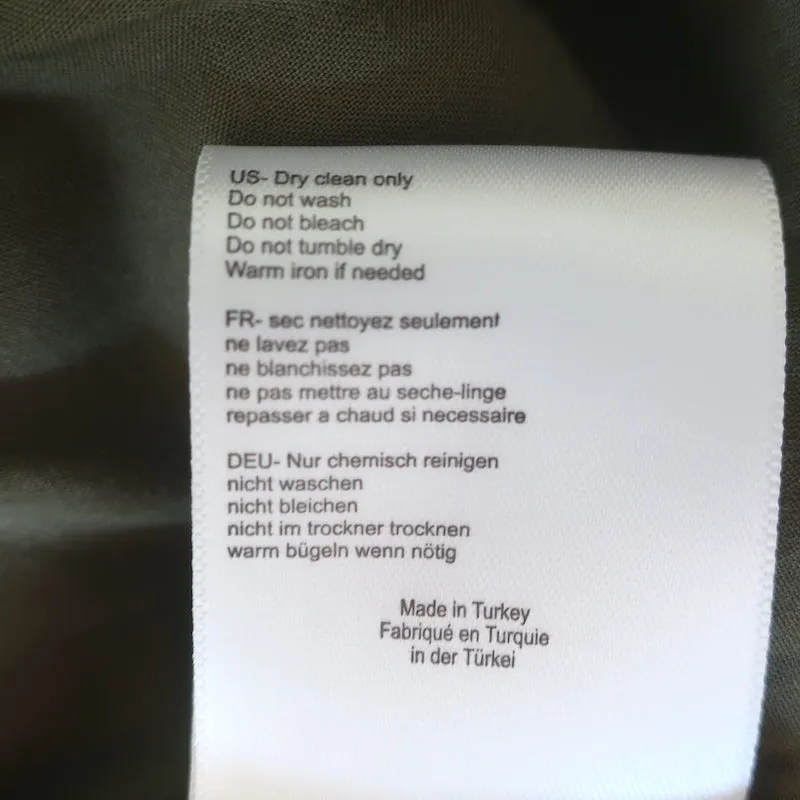 US- Dry clean only
Do not wash
Do not bleach
Do not tumble dry
Warm iron if needed
FR- sec nettoyez seulement
ne lavez pas
ne blanchissez pas
ne pas mettre au seche-linge
repasser a chaud si necessaire
DEU- Nur chemisch reinigen
nicht waschen
nicht bleichen
nicht im trockner trocknen
warm bügeln wenn nötig
Made in Turkey
Fabriqué en Turquie
in der Türkei